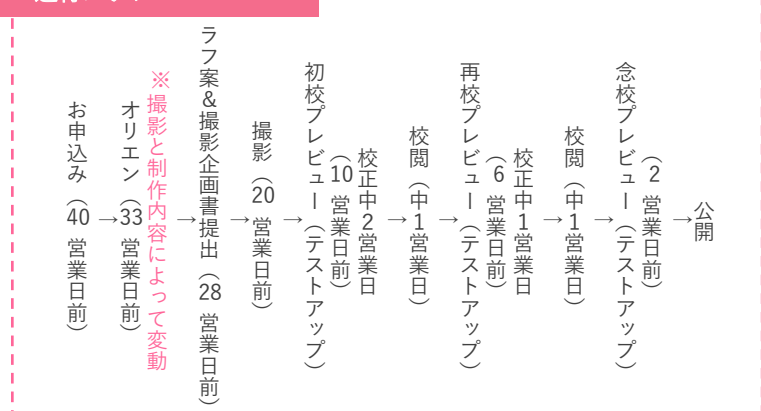 お申込み（40 営業日前）
→
オリエン（33 営業日前）
※撮影と制作内容によって変動
→
ラフ案＆撮影企画書提出（28 営業日前）
→
撮影（20 営業日前）
→
初校プレビュー（テストアップ）
（10 営業日前）
校正中2営業日
→
校閲（中1営業日）
→
再校プレビュー（テストアップ）
（6 営業日前）
校正中1営業日
→
校閲（中1営業日）
→
念校プレビュー（テストアップ）
（2 営業日前）
→
公開